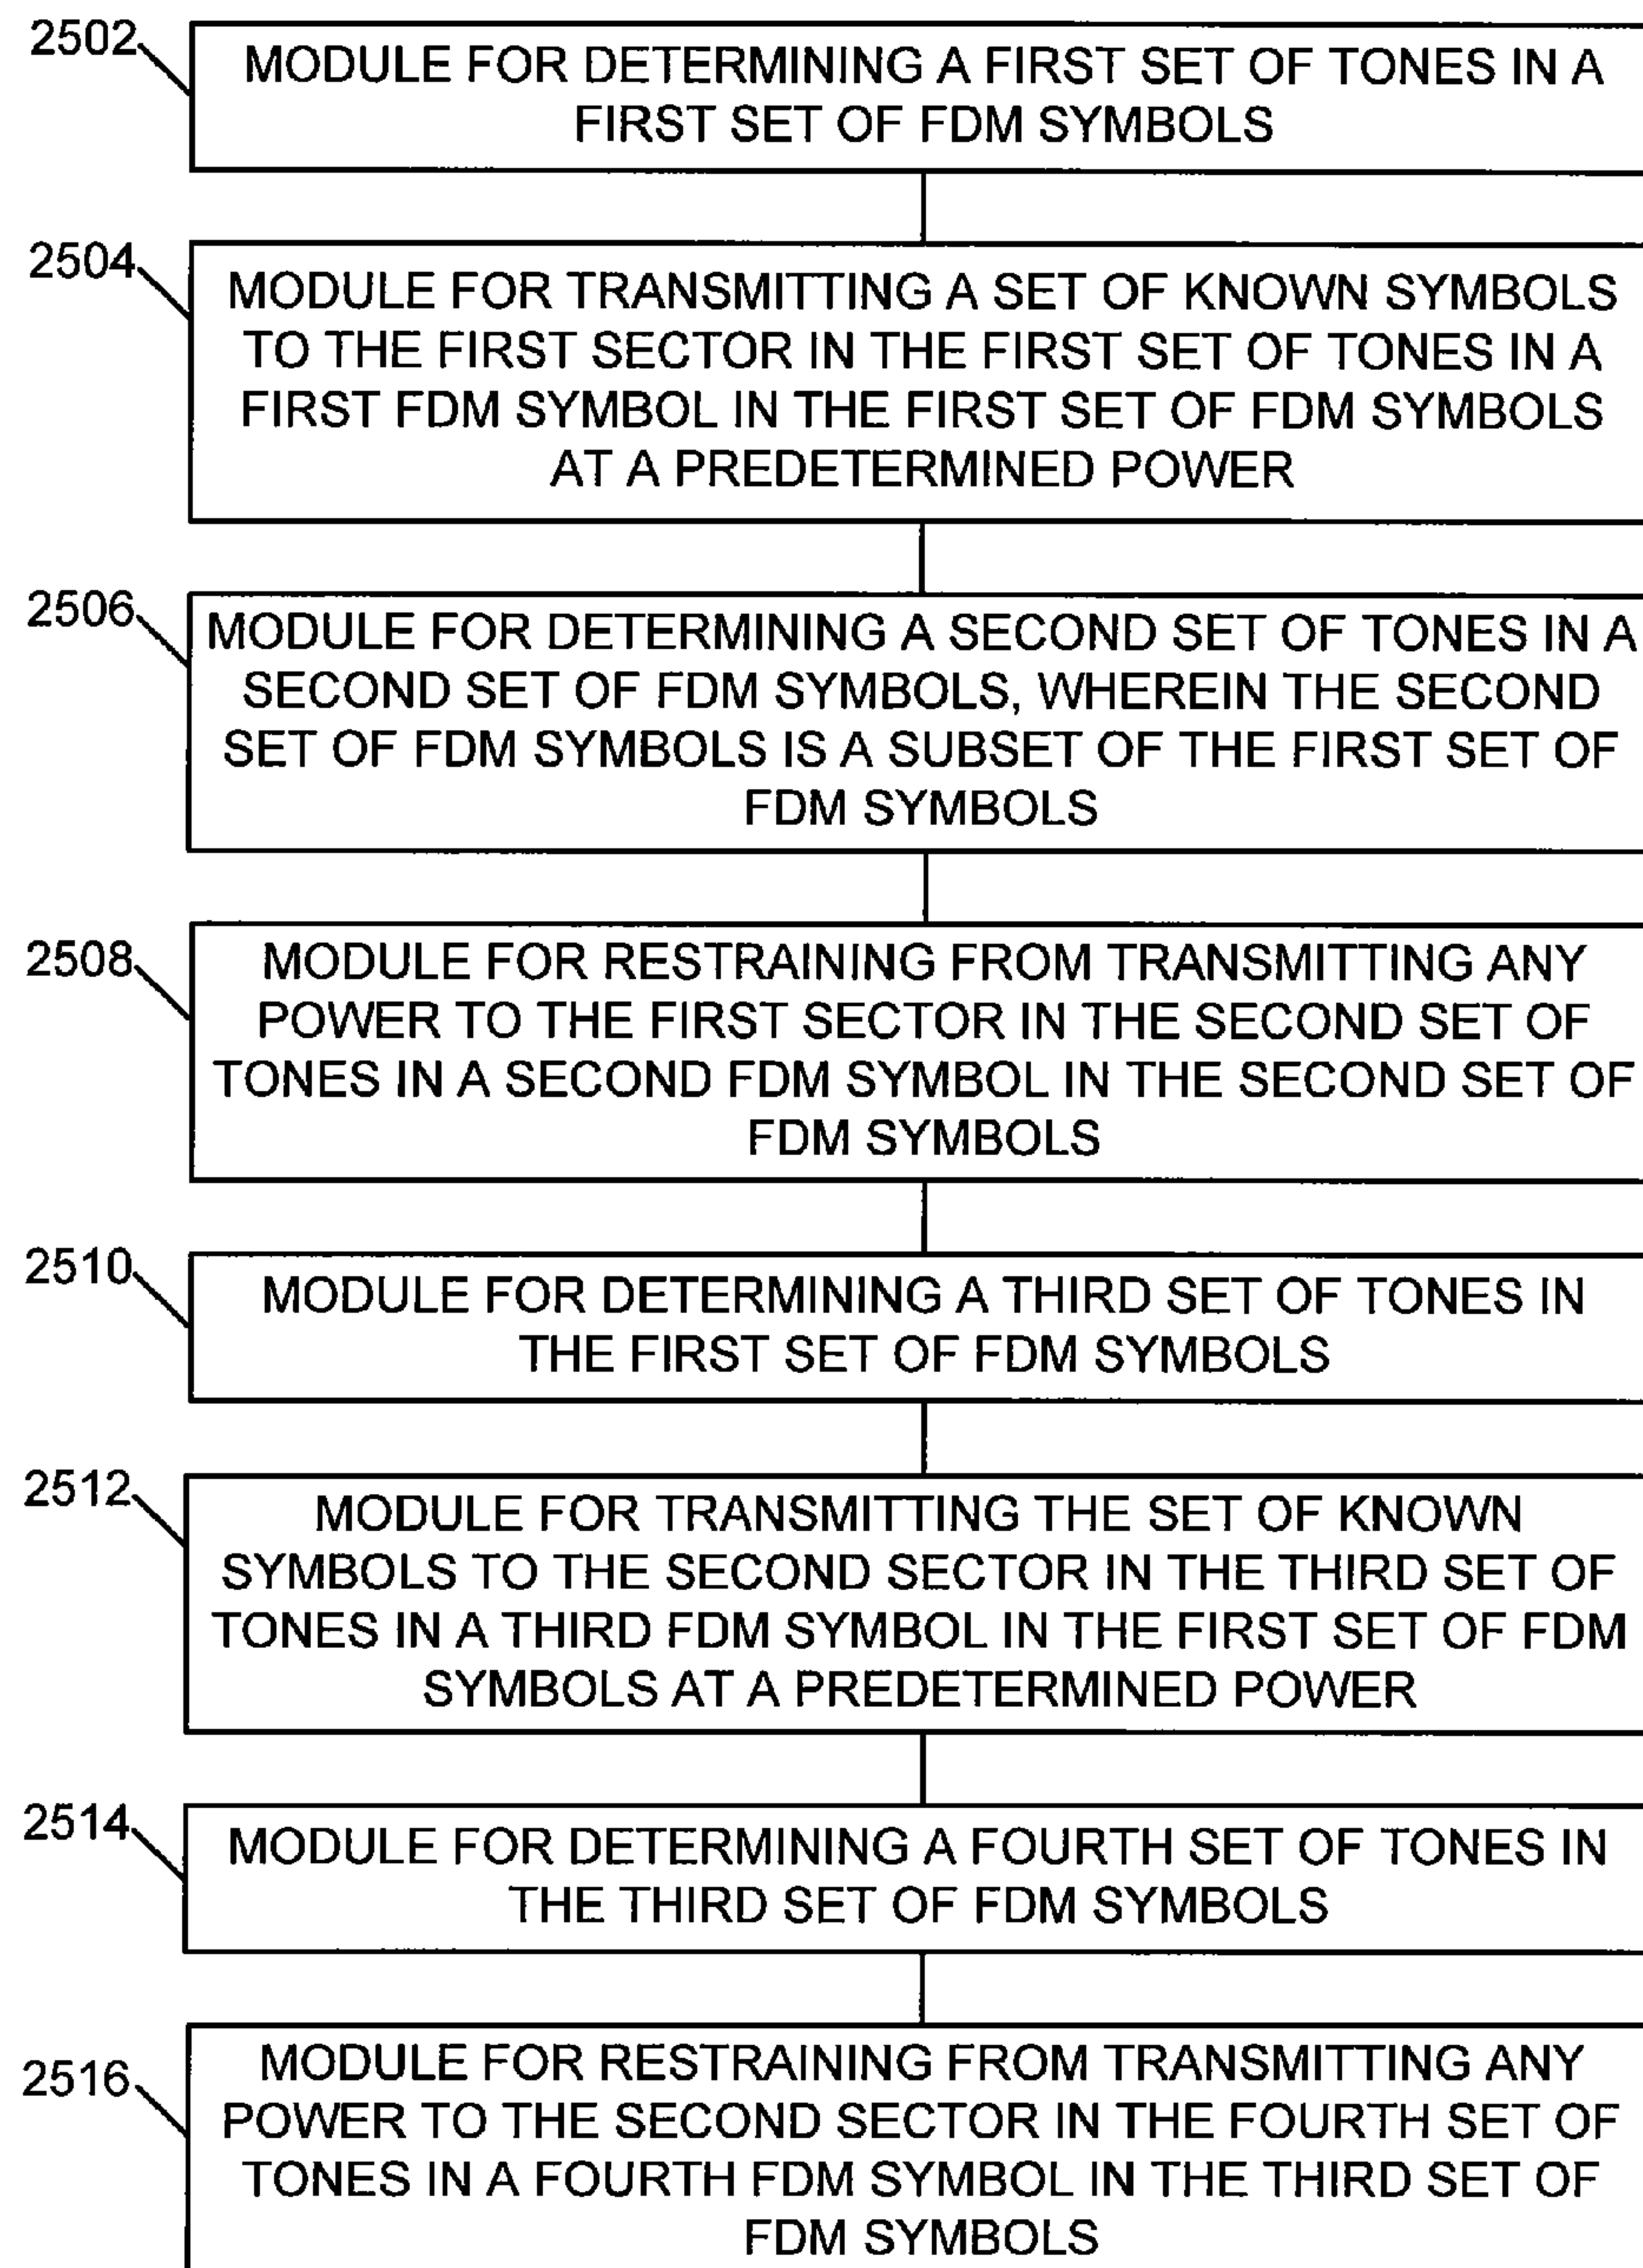 2502
MODULE FOR DETERMINING A FIRST SET OF TONES IN A
FIRST SET OF FDM SYMBOLS
2504
MODULE FOR TRANSMITTING A SET OF KNOWN SYMBOLS
TO THE FIRST SECTOR IN THE FIRST SET OF TONES IN A
FIRST FDM SYMBOL IN THE FIRST SET OF FDM SYMBOLS
AT A PREDETERMINED POWER
2506
MODULE FOR DETERMINING A SECOND SET OF TONES IN A
SECOND SET OF FDM SYMBOLS, WHEREIN THE SECOND
SET OF FDM SYMBOLS IS A SUBSET OF THE FIRST SET OF
FDM SYMBOLS
2508
MODULE FOR RESTRAINING FROM TRANSMITTING ANY
POWER TO THE FIRST SECTOR IN THE SECOND SET OF
TONES IN A SECOND FDM SYMBOL IN THE SECOND SET OF
FDM SYMBOLS
2510
MODULE FOR DETERMINING A THIRD SET OF TONES IN
THE FIRST SET OF FDM SYMBOLS
2512
MODULE FOR TRANSMITTING THE SET OF KNOWN
SYMBOLS TO THE SECOND SECTOR IN THE THIRD SET OF
TONES IN A THIRD FDM SYMBOL IN THE FIRST SET OF FDM
SYMBOLS AT A PREDETERMINED POWER
2514
MODULE FOR DETERMINING A FOURTH SET OF TONES IN
THE THIRD SET OF FDM SYMBOLS
2516
MODULE FOR RESTRAINING FROM TRANSMITTING ANY
POWER TO THE SECOND SECTOR IN THE FOURTH SET OF
TONES IN A FOURTH FDM SYMBOL IN THE THIRD SET OF
FDM SYMBOLS